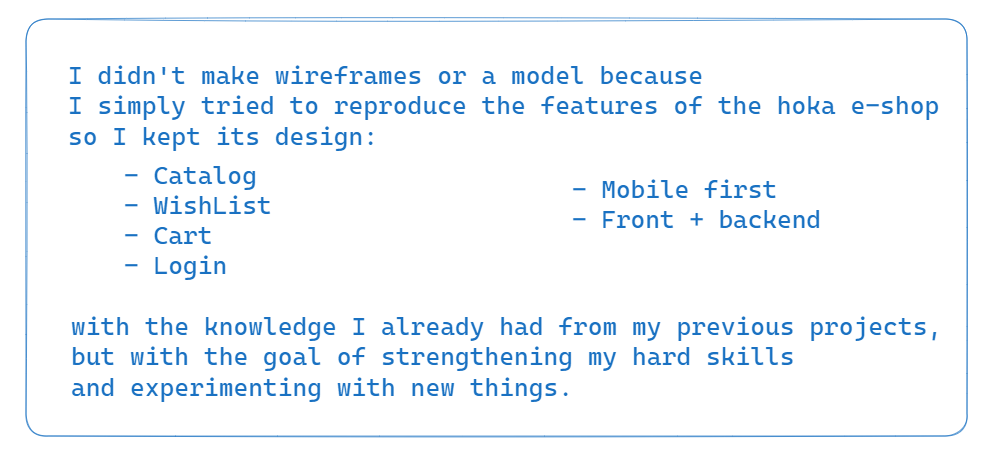 I didn't make wireframes or a model because
I simply tried to reproduce the features of the hoka e-shop
so I kept its design:
- Catalog
- WishList
- Cart
- Login
- Mobile first
- Front + backend
with the knowledge I already had from my previous projects,
but with the goal of strengthening my hard skills
and experimenting with new things.